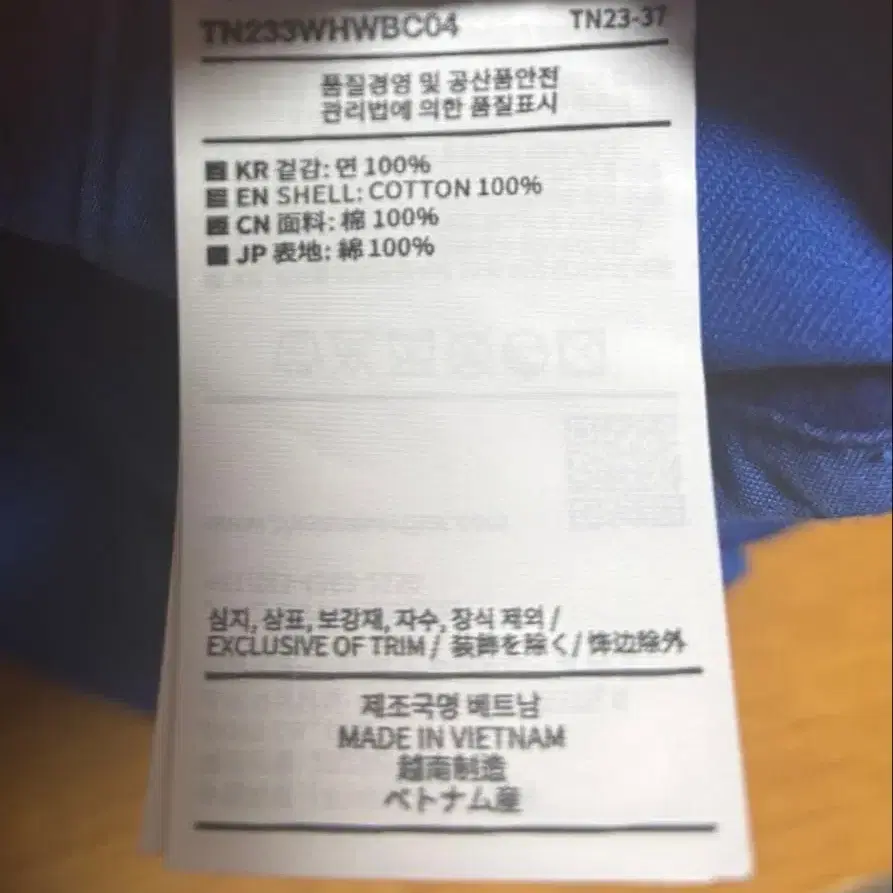 TN233WHWBC04 TN23-37
품질경영 및 공산품안전
관리법에 의한 품질표시
KR 겉감: 면 100%
EN SHELL: COTTON 100%
CN 面料: 棉 100%
JP 表地: 綿 100%
심지, 상표, 보강재, 자수, 장식 제외 /
EXCLUSIVE OF TRIM / 装飾を除く/ 饰边除外
제조국명 베트남
MADE IN VIETNAM
越南制造
ベトナム産